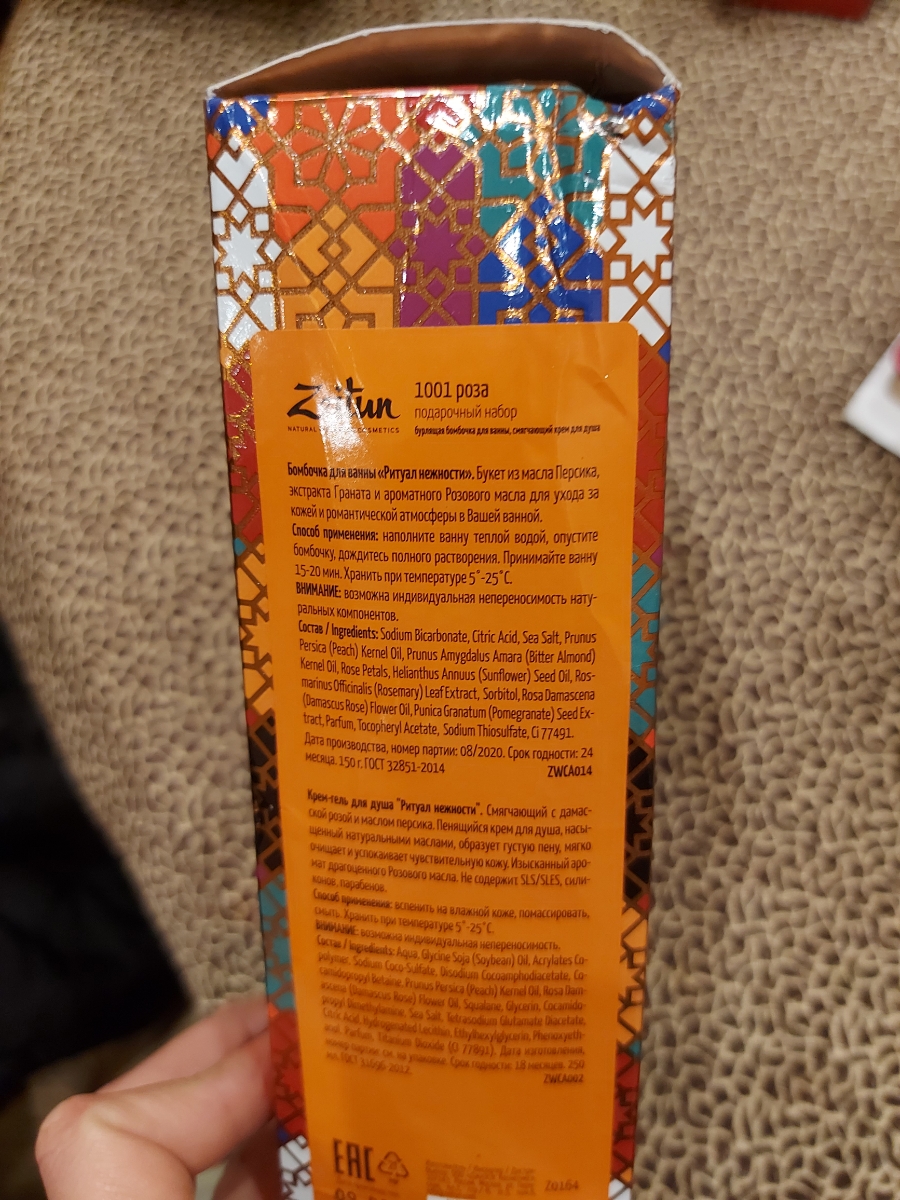 Zeitun
1001 роза
подарочный набор
NATURAL COSMETICS
бурлящая бомбочка для ванны, смягчающий крем для душа
Бомбочка для ванны «Ритуал нежности». Букет из масла Персика,
экстракта Граната и ароматного Розового масла для ухода за
кожей и романтической атмосферы в Вашей ванной.
Способ применения: наполните ванну теплой водой, опустите
бомбочку, дождитесь полного растворения. Принимайте ванну
15-20 мин. Хранить при температуре 5˚-25˚C.
ВНИМАНИЕ: возможна индивидуальная непереносимость нату-
ральных компонентов.
Состав / Ingredients: Sodium Bicarbonate, Citric Acid, Sea Salt, Prunus
Persica (Peach) Kernel Oil, Prunus Amygdalus Amara (Bitter Almond)
Kernel Oil, Rose Petals, Helianthus Annuus (Sunflower) Seed Oil, Ros-
marinus Officinalis (Rosemary) Leaf Extract, Sorbitol, Rosa Damascena
(Damascus Rose) Flower Oil, Punica Granatum (Pomegranate) Seed Ex-
tract, Parfum, Tocopheryl Acetate, Sodium Thiosulfate, Ci 77491.
Дата производства, номер партии: 08/2020. Срок годности: 24
месяца. 150 г. ГОСТ 32851-2014 ZWCA014
Крем-гель для душа "Ритуал нежности". Смягчающий с дамас-
ской розой и маслом персика. Пенящийся крем для душа, насы-
щенный натуральными маслами, образует густую пену, мягко
очищает и успокаивает чувствительную кожу. Изысканный аро-
мат драгоценного Розового масла. Не содержит SLS/SLES, сили-
конов, парабенов.
Способ применения: вспенить на влажной коже, помассировать,
смыть. Хранить при температуре 5˚-25˚C.
ВНИМАНИЕ: возможна индивидуальная непереносимость.
Состав / Ingredients: Aqua, Glycine Soja (Soybean) Oil, Acrylates Co-
polymer, Sodium Coco-Sulfate, Disodium Cocoamphodiacetate, Co-
camidopropyl Betaine, Prunus Persica (Peach) Kernel Oil, Rosa Dam-
ascena (Damascus Rose) Flower Oil, Squalane, Glycerin, Cocamido-
propyl Dimethylamine, Sea Salt, Tetrasodium Glutamate Diacetate,
Citric Acid, Hydrogenated Lecithin, Ethylhexylglycerin, Phenoxyeth-
anol, Parfum, Titanium Dioxide (CI 77891). Дата изготовления,
номер партии: см. на упаковке. Срок годности: 18 месяцев. 250
мл. ГОСТ 31696-2012.
ZWCA002
EAC
Z0164